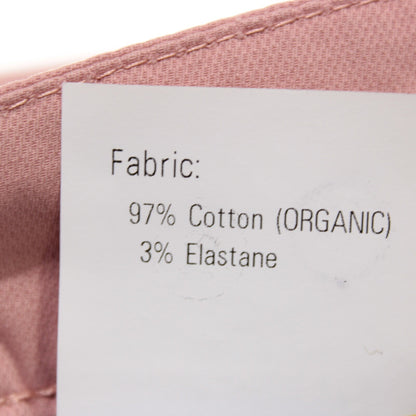 Fabric:
97% Cotton (ORGANIC)
3% Elastane